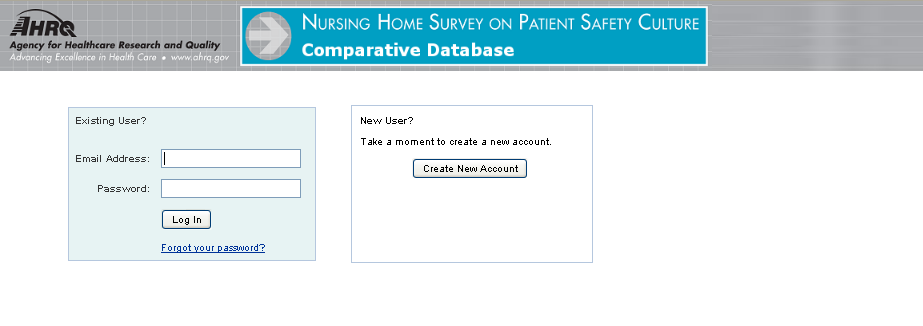 AHRQ
Agency for Healthcare Research and Quality
Advancing Excellence in Health Care • www.ahrq.gov
NURSING HOME SURVEY ON PATIENT SAFETY CULTURE
Comparative Database
Existing User?
Email Address:
Password:
Log In
Forgot your password?
New User?
Take a moment to create a new account.
Create New Account